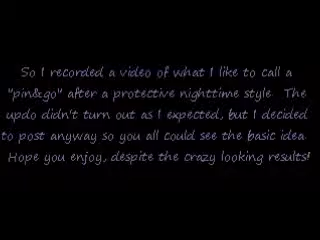 So I recorded a video of what I like to call a
"pin&go" after a protective nighttime style. The
updo didn't turn out as I expected, but I decided
to post anyway so you all could see the basic idea.
Hope you enjoy, despite the crazy looking results!